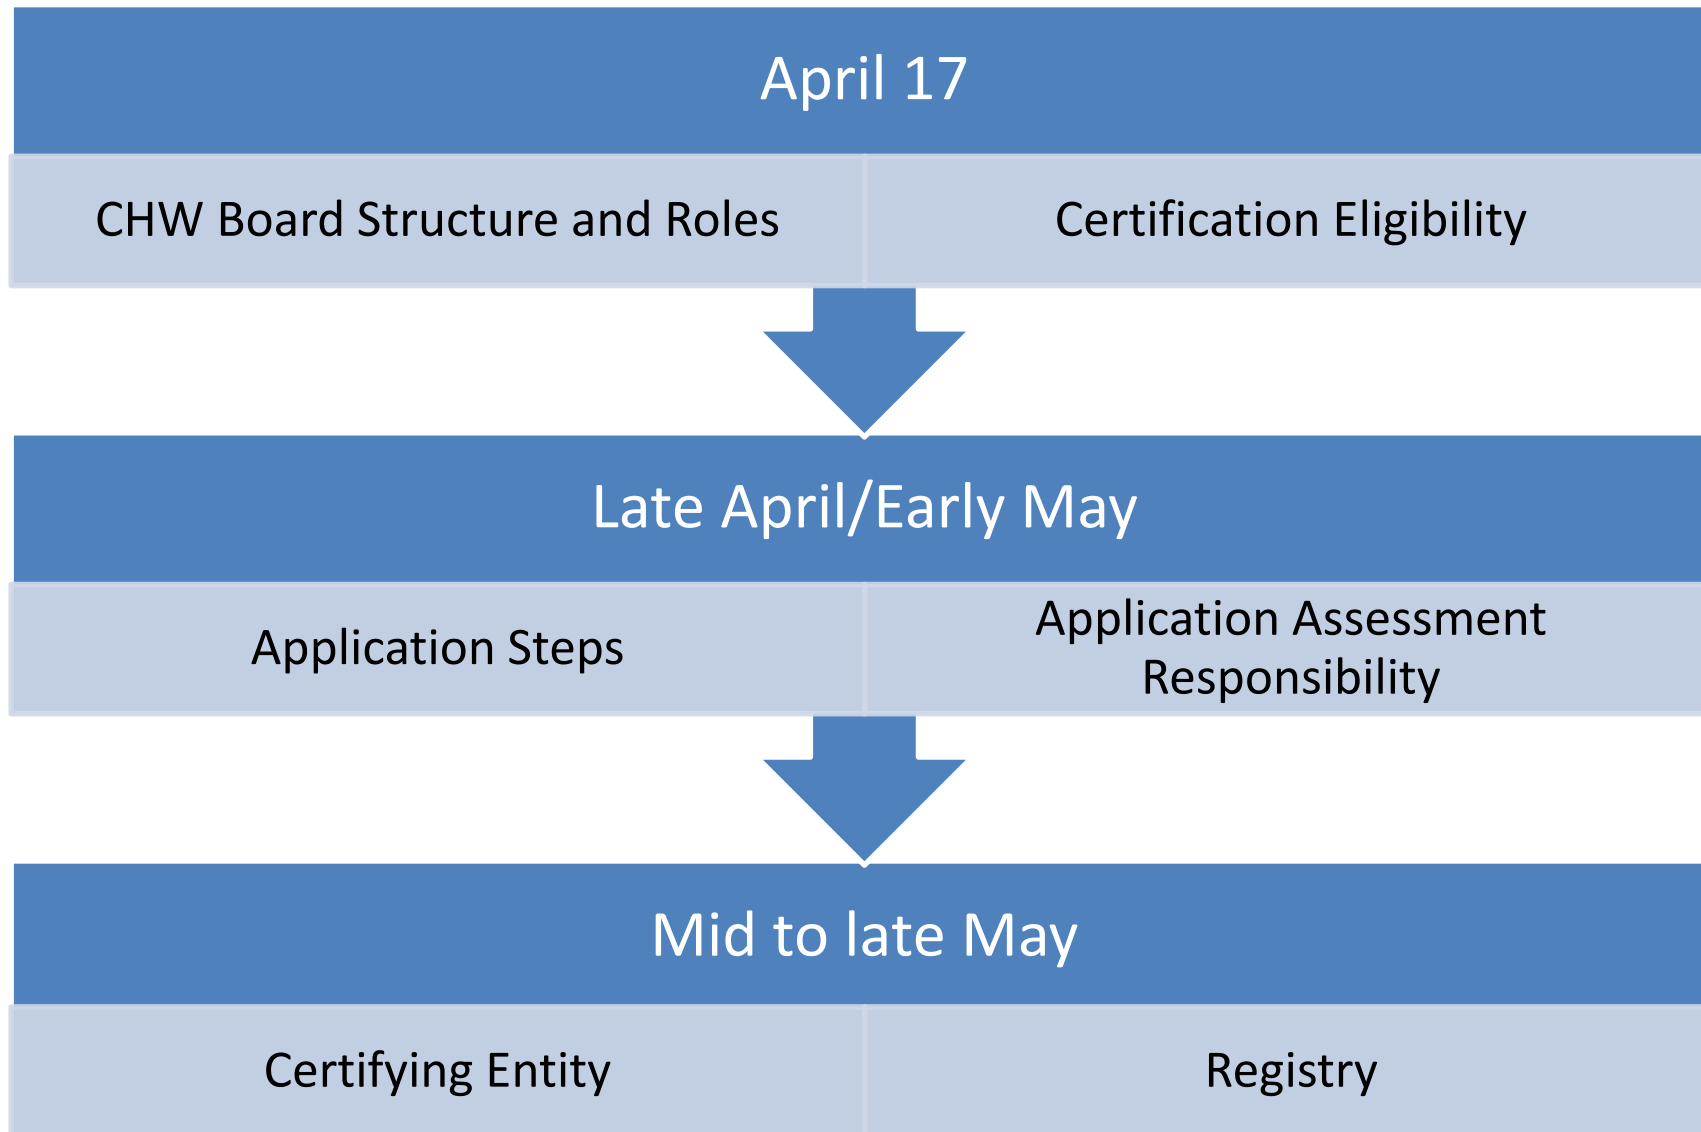 April 17
CHW Board Structure and Roles
Certification Eligibility
Late April/Early May
Application Steps
Application Assessment
Responsibility
Mid to late May
Certifying Entity
Registry